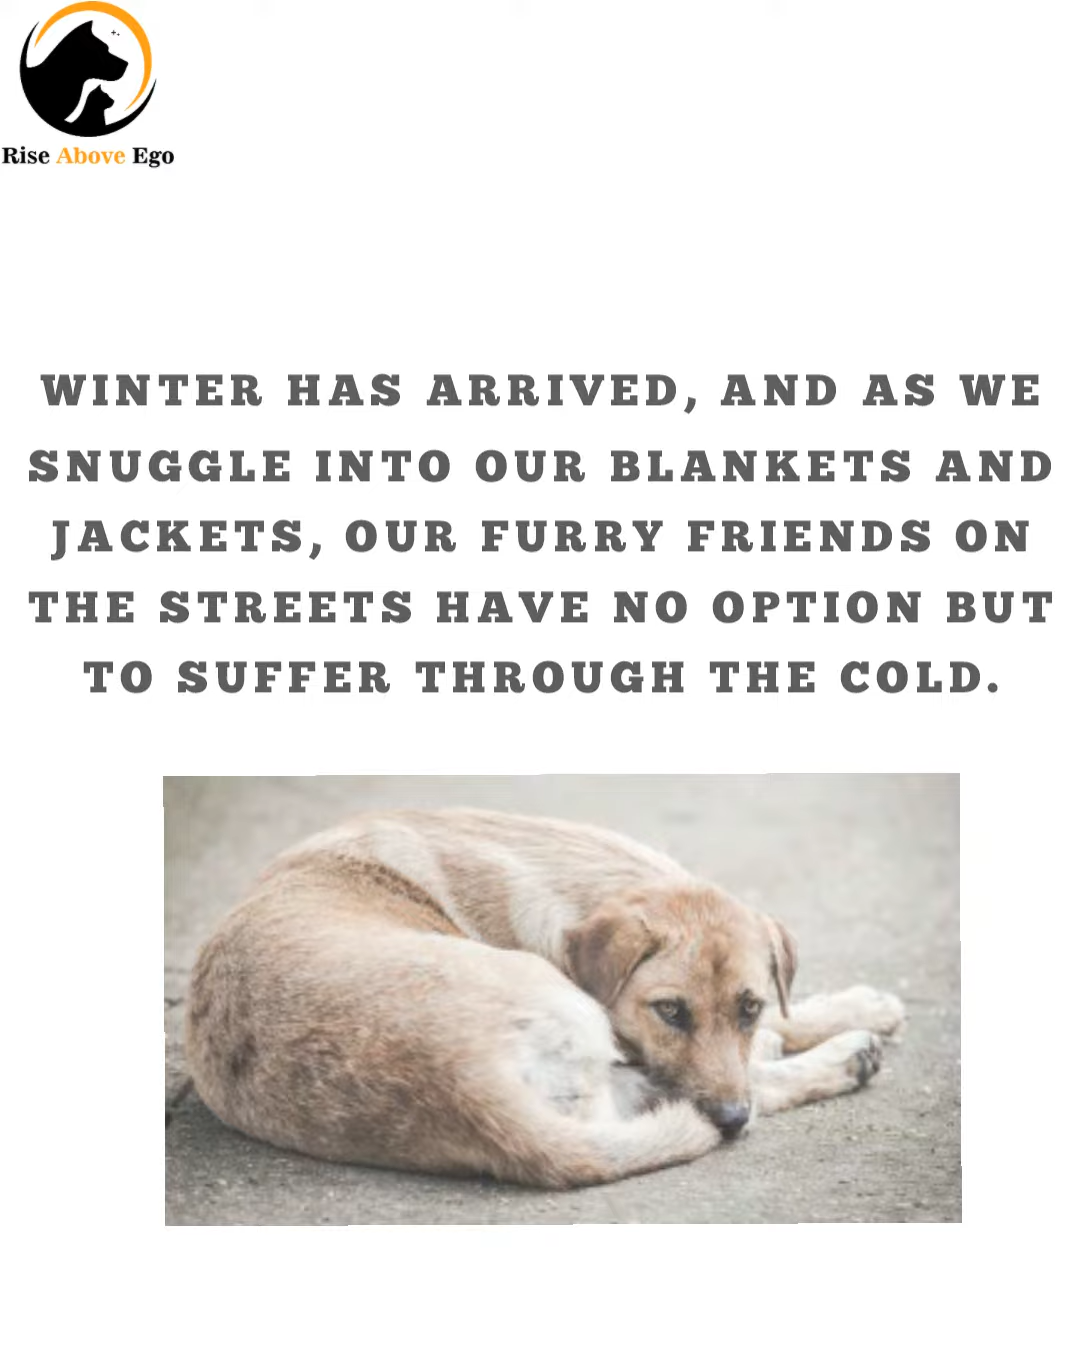 Rise Above Ego
WINTER HAS ARRIVED, AND AS WE
SNUGGLE INTO OUR BLANKETS AND
JACKETS, OUR FURRY FRIENDS ON
THE STREETS HAVE NO OPTION BUT
TO SUFFER THROUGH THE COLD.